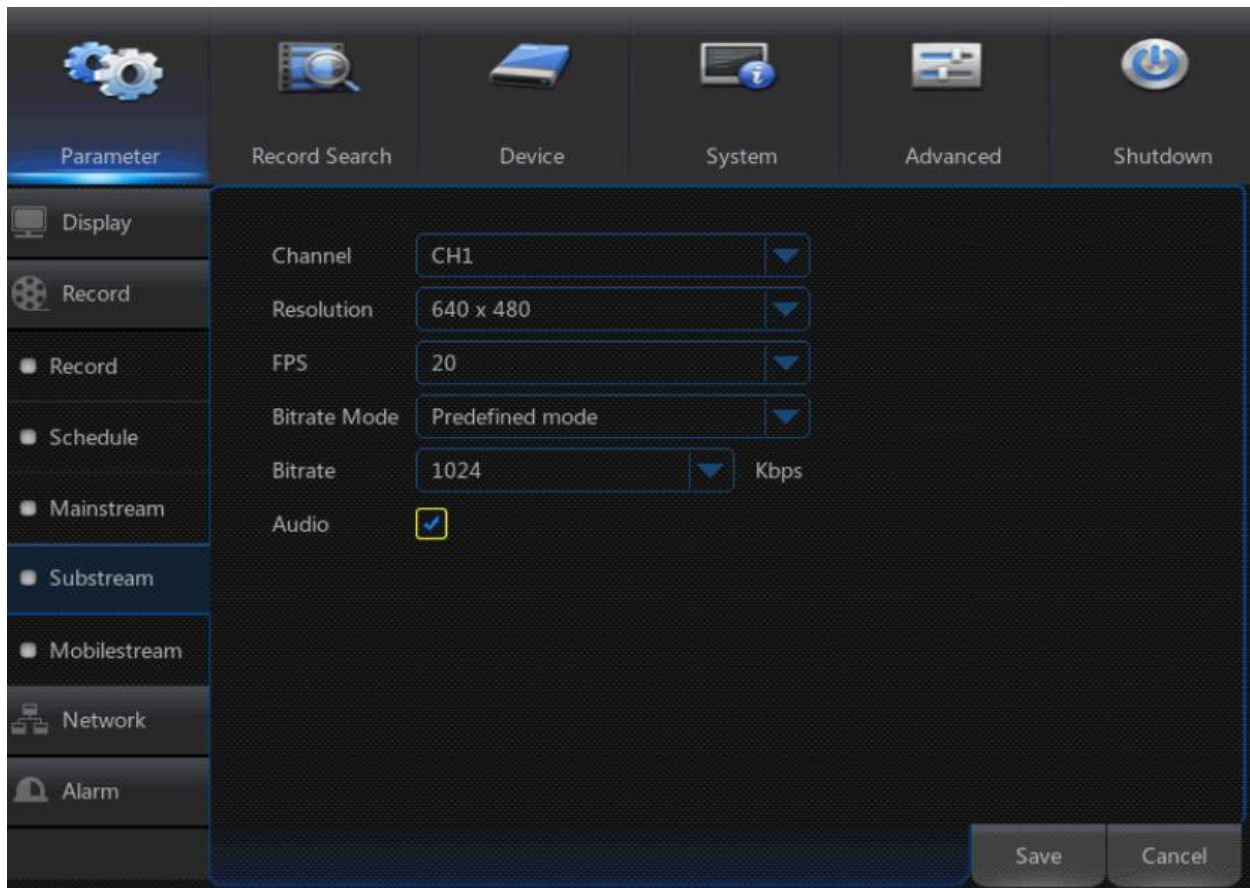 Parameter Record Search Device System Advanced Shutdown
Display
Record
Record
Schedule
Mainstream
Substream
Mobilestream
Network
Alarm
Channel CH1
Resolution 640 x 480
FPS 20
Bitrate Mode Predefined mode
Bitrate 1024 Kbps
Audio
Save Cancel